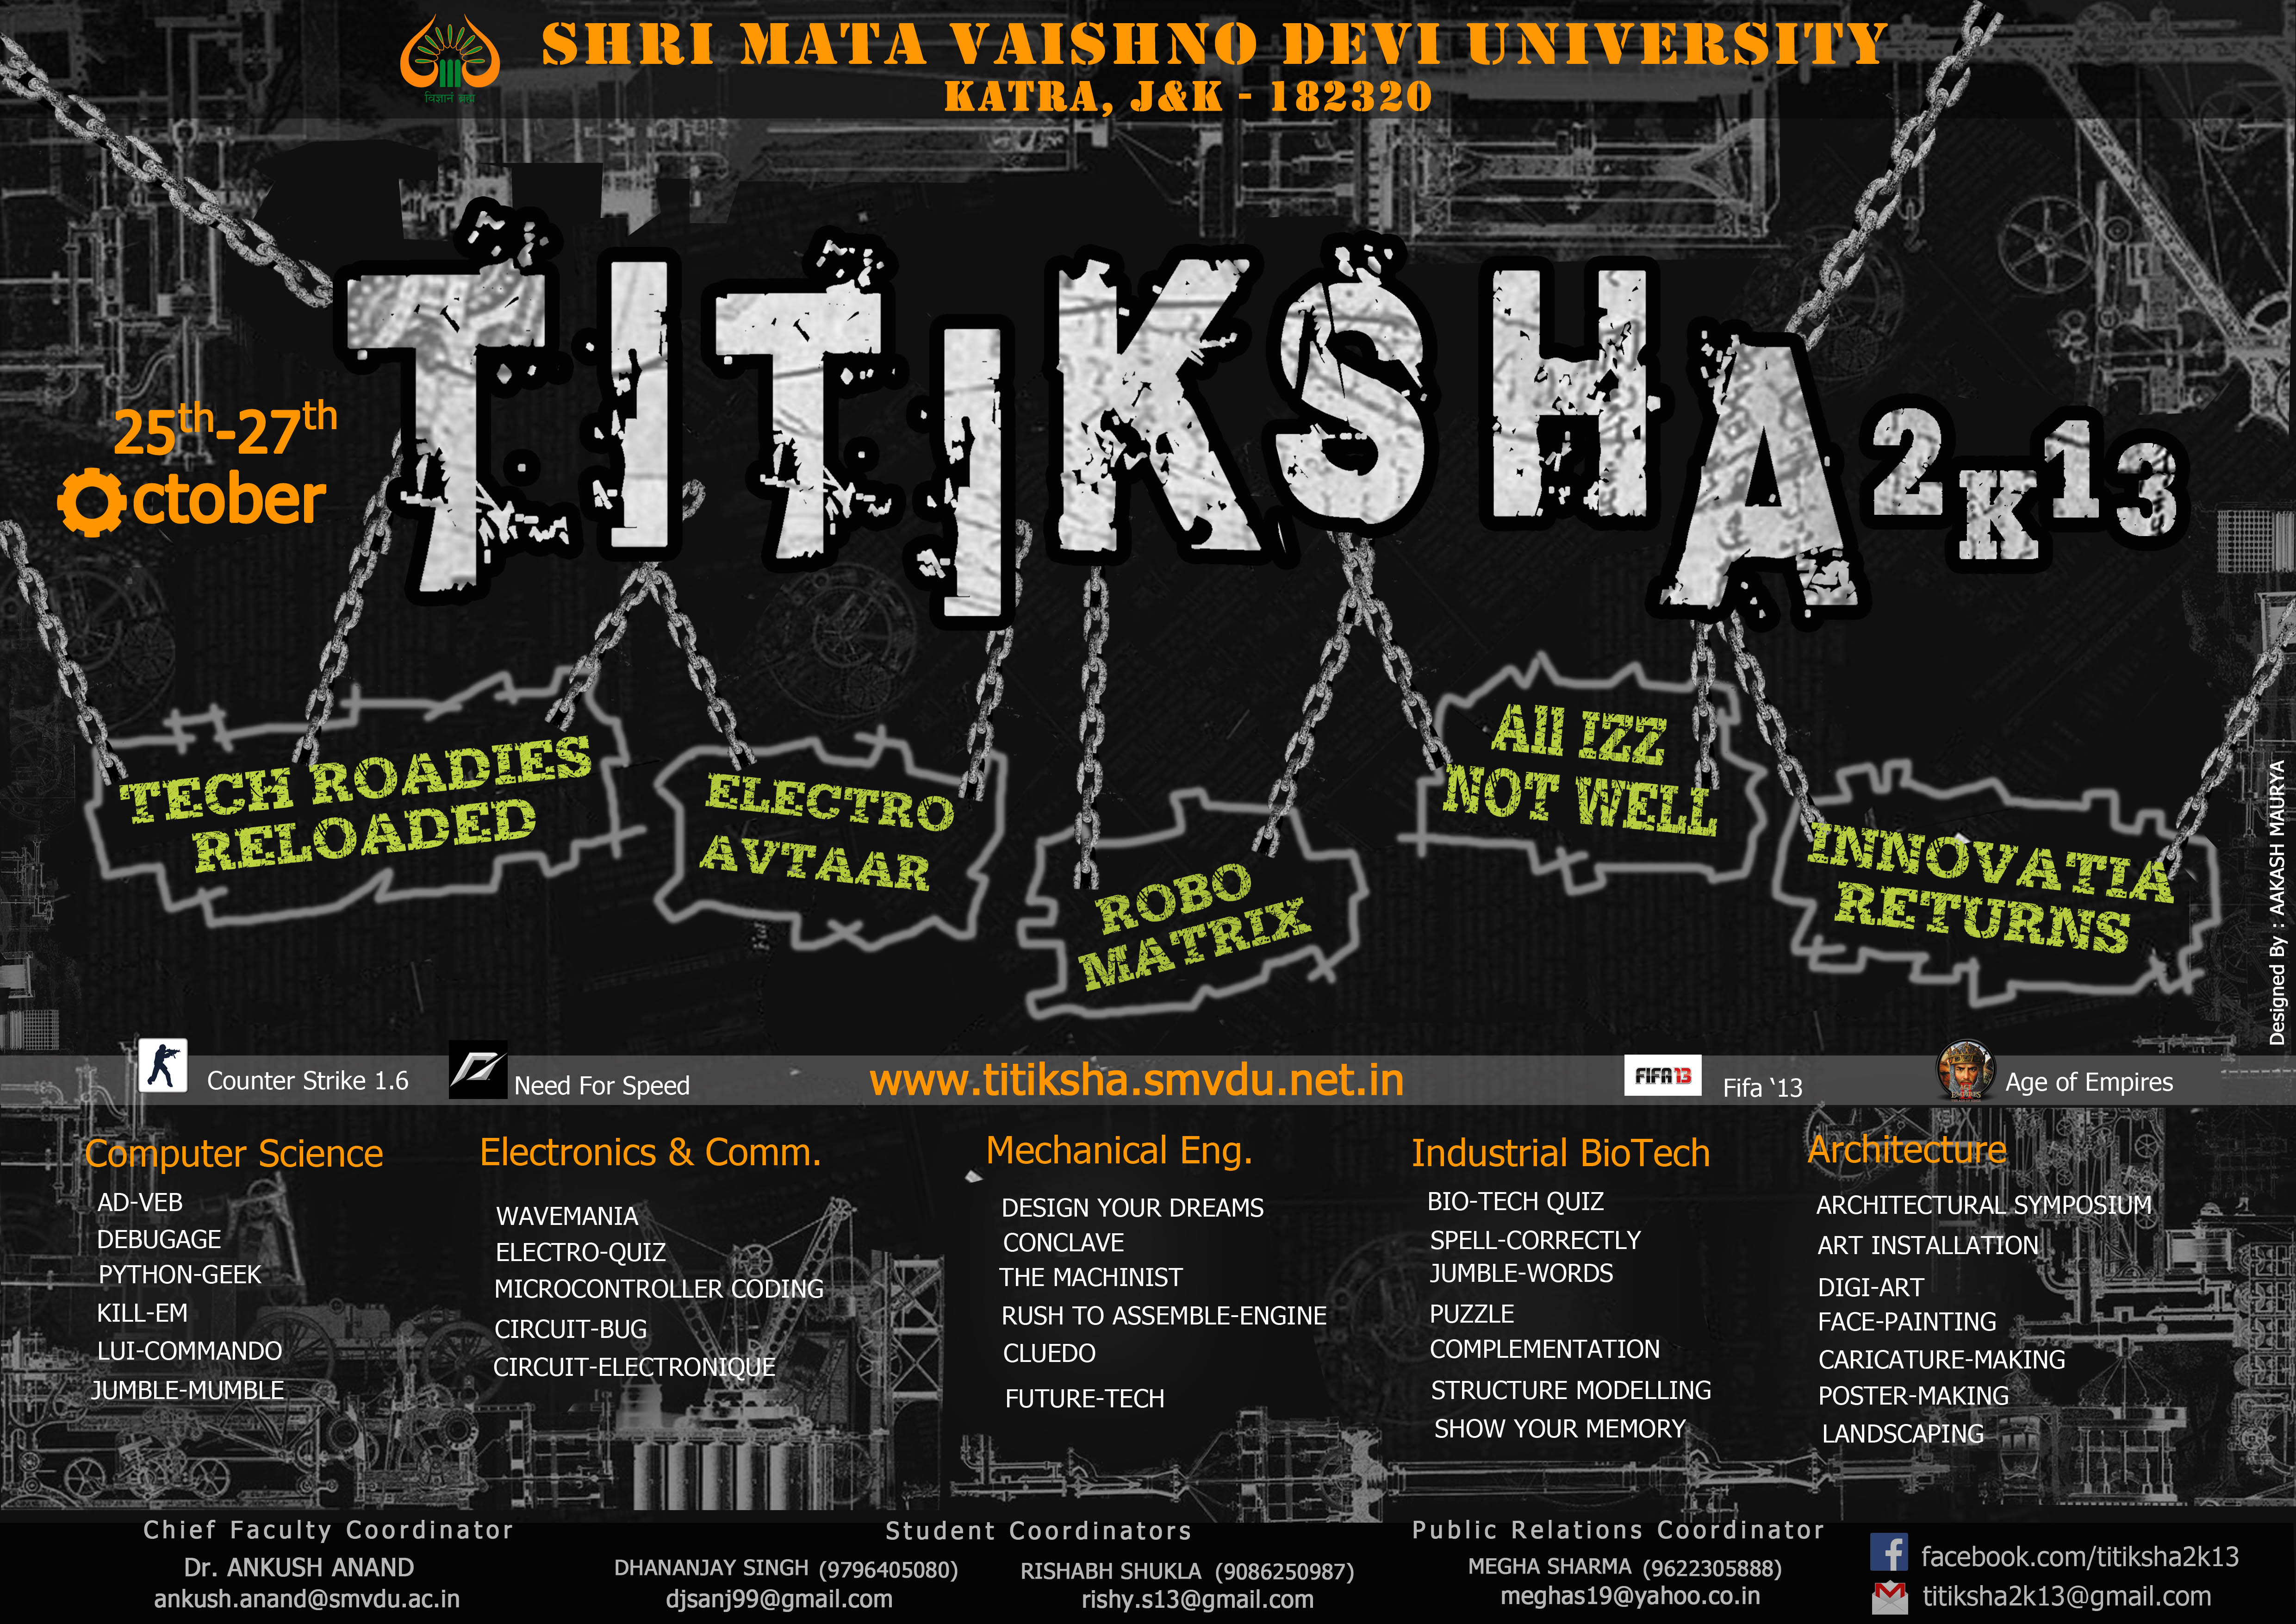 SHRI MATA VAISHNO DEVI UNIVERSITY
KATRA, J&K - 182320
विज्ञानं ब्रह्म
TITIKSHA 2K13
25th-27th
October
TECH ROADIES
RELOADED
ELECTRO
AVTAAR
ROBO
MATRIX
All IZZ
NOT WELL
INNOVATIA
RETURNS
Designed By : AAKASH MAURYA
Counter Strike 1.6
Need For Speed
www.titiksha.smvdu.net.in
FIFA 13
Fifa ‘13
Age of Empires
Computer Science
AD-VEB
DEBUGAGE
PYTHON-GEEK
KILL-EM
LUI-COMMANDO
JUMBLE-MUMBLE
Electronics & Comm.
WAVEMANIA
ELECTRO-QUIZ
MICROCONTROLLER CODING
CIRCUIT-BUG
CIRCUIT-ELECTRONIQUE
Mechanical Eng.
DESIGN YOUR DREAMS
CONCLAVE
THE MACHINIST
RUSH TO ASSEMBLE-ENGINE
CLUEDO
FUTURE-TECH
Industrial BioTech
BIO-TECH QUIZ
SPELL-CORRECTLY
JUMBLE-WORDS
PUZZLE
COMPLEMENTATION
STRUCTURE MODELLING
SHOW YOUR MEMORY
Architecture
ARCHITECTURAL SYMPOSIUM
ART INSTALLATION
DIGI-ART
FACE-PAINTING
CARICATURE-MAKING
POSTER-MAKING
LANDSCAPING
Chief Faculty Coordinator
Dr. ANKUSH ANAND
ankush.anand@smvdu.ac.in
Student Coordinators
DHANANJAY SINGH (9796405080)
djsanj99@gmail.com
RISHABH SHUKLA (9086250987)
rishy.s13@gmail.com
Public Relations Coordinator
MEGHA SHARMA (9622305888)
meghas19@yahoo.co.in
facebook.com/titiksha2k13
titiksha2k13@gmail.com